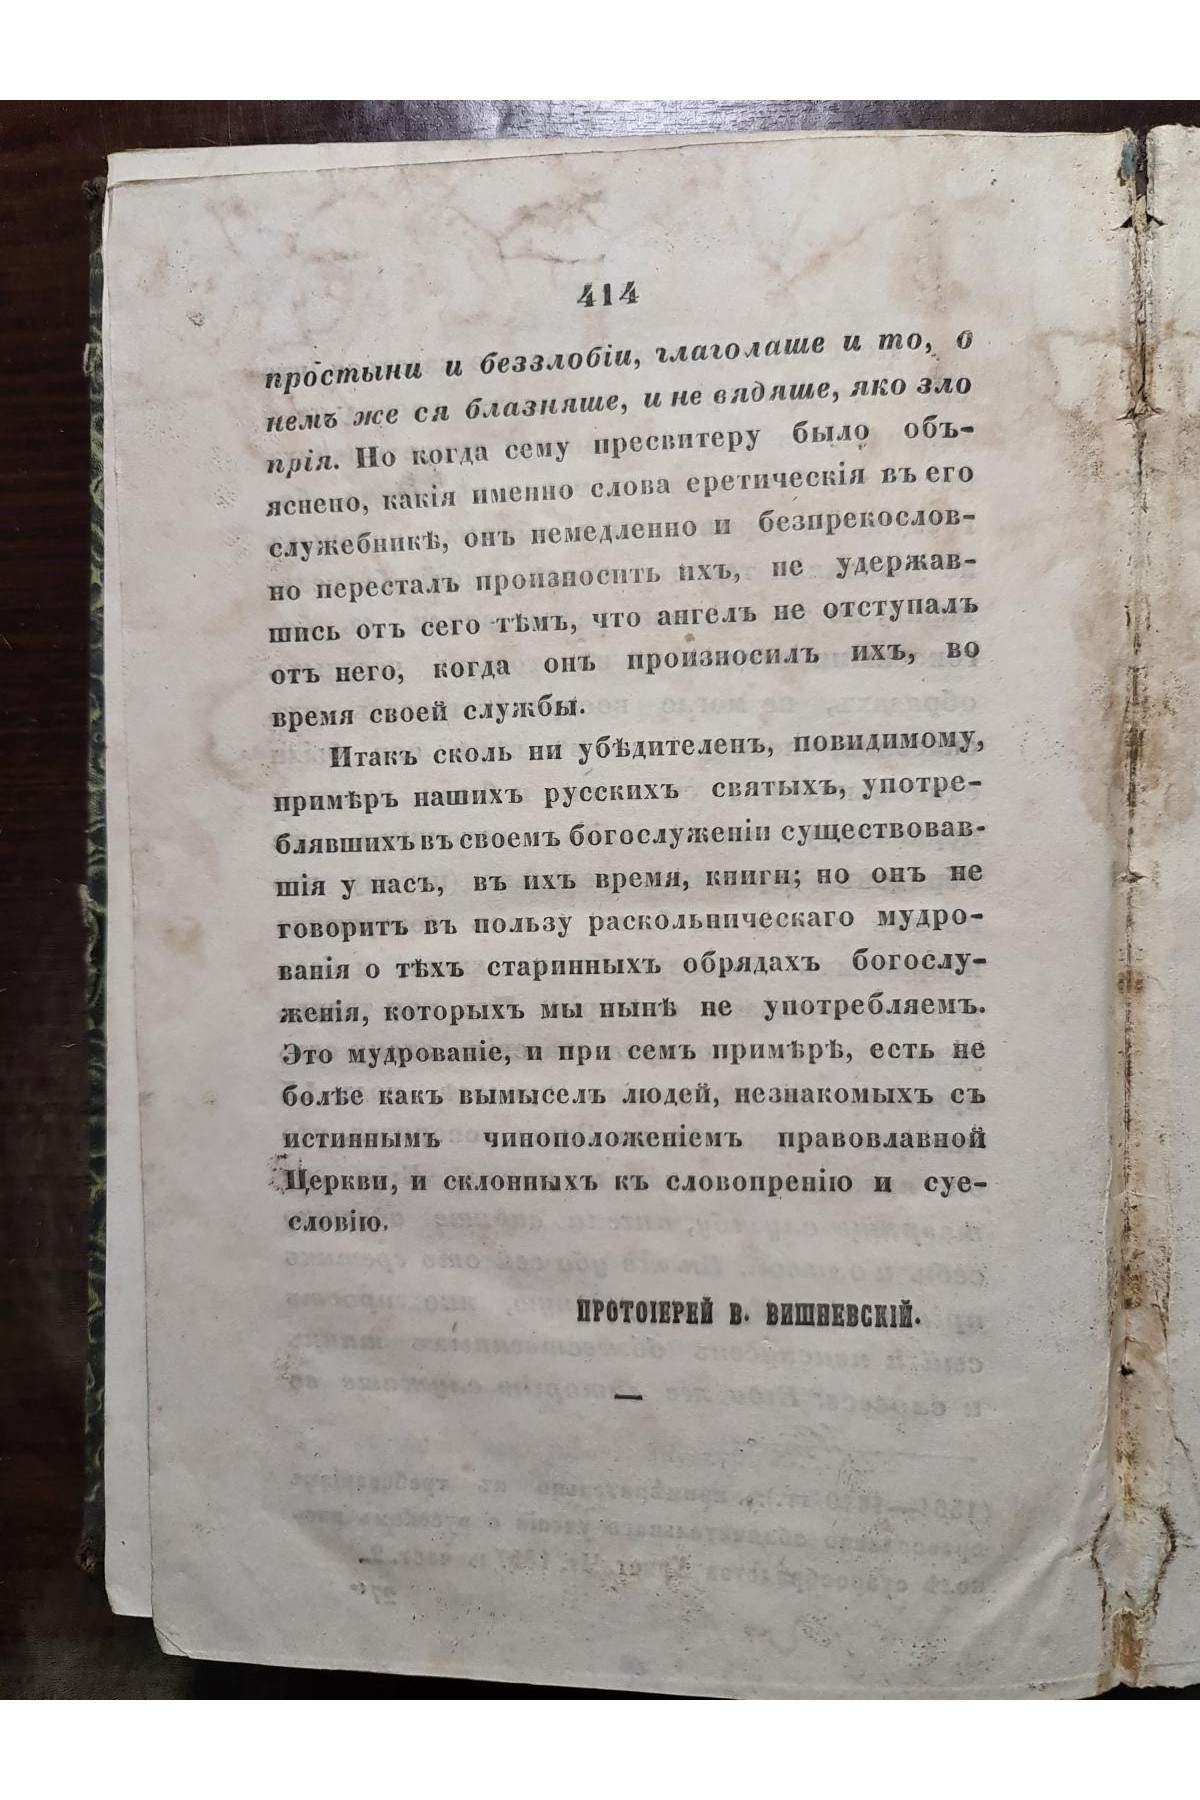 414
простыни и беззлобіи, глаголаше и то, о
немъ же ся блазняше, и не вядяше, яко зло
прія. Но когда сему пресвитеру было объ-
яснено, какія именно слова еретическія въ его
служебникѣ, онъ немедленно и безпрекослов-
но пересталъ произносить ихъ, не удержав-
шись отъ сего тѣмъ, что ангелъ не отступалъ
отъ него, когда онъ произносилъ ихъ, во
время своей службы.
Итакъ сколь ни убѣдителенъ, повидимому,
примѣръ нашихъ русскихъ святыхъ, употре-
блявшихъ въ своемъ богослуженіи существовав-
шія у насъ, въ ихъ время, книги; но онъ не
говоритъ въ пользу раскольническаго мудро-
ванія о тѣхъ старинныхъ обрядахъ богослу-
женія, которыхъ мы нынѣ не употребляемъ.
Это мудрованіе, и при семъ примѣрѣ, есть не
болѣе какъ вымыселъ людей, незнакомыхъ съ
истиннымъ чиноположеніемъ правовлавной
Церкви, и склонныхъ къ словопренію и суе-
словію.
ПРОТОІЕРЕЙ В. ВИШНЕВСКІЙ.